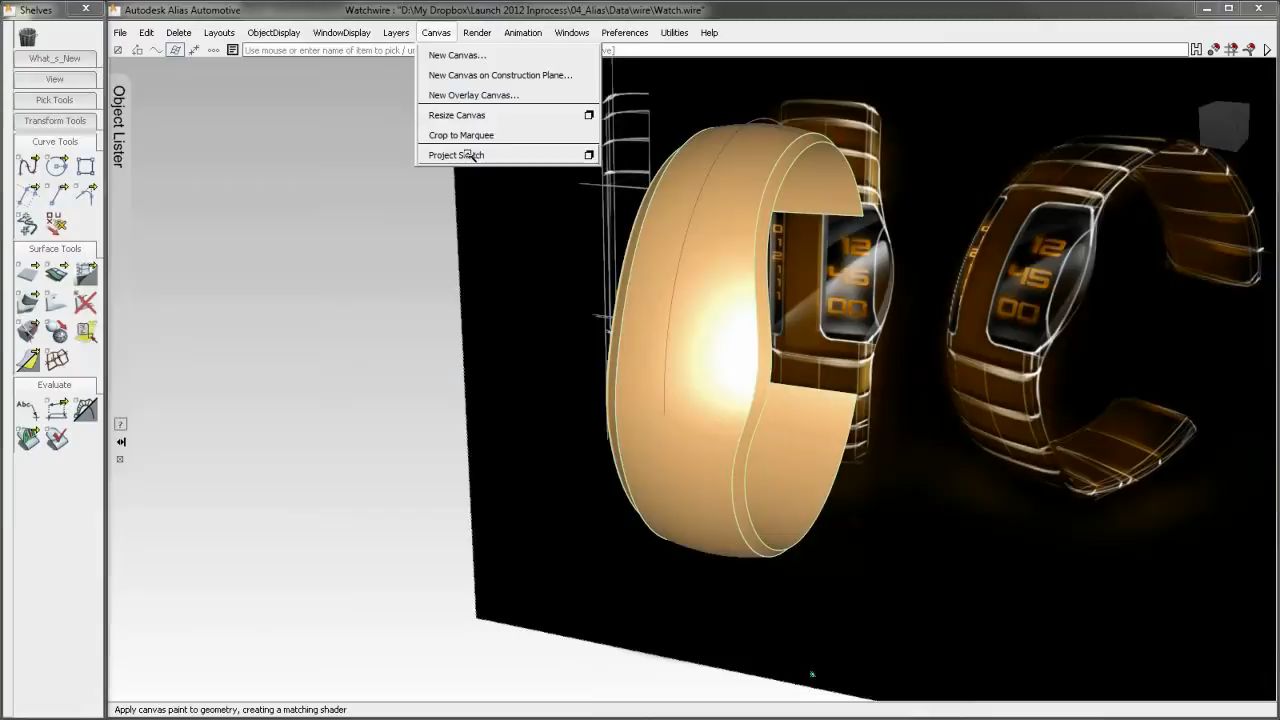 Shelves
Autodesk Alias Automotive
Watchwire : "D:\My Dropbox\Launch 2012 Inprocess\04_Alias\Data\wire\Watch.wire"
File Edit Delete Layouts ObjectDisplay WindowDisplay Layers Canvas Render Animation Windows Preferences Utilities Help
Use mouse or enter name of item to pick /
What_s_New
View
Pick Tools
Transform Tools
Curve Tools
Surface Tools
Evaluate
Abc
Object Lister
New Canvas...
New Canvas on Construction Plane...
New Overlay Canvas...
Resize Canvas
Crop to Marquee
Project Sketch
12
45
00
12
45
00
Apply canvas paint to geometry, creating a matching shader